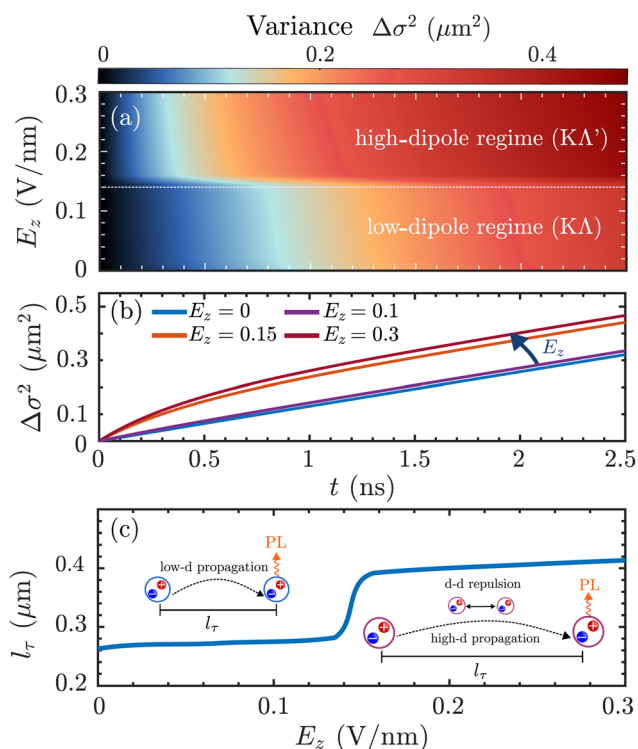 Variance Δσ² (μm²)
0 0.2 0.4
(a)
high-dipole regime (KΛ')
low-dipole regime (KΛ)
E_z (V/nm)
0.3
0.2
0.1
0
(b)
E_z = 0
E_z = 0.1
E_z = 0.15
E_z = 0.3
E_z
Δσ² (μm²)
0.5
0.3
0.1
0
0 0.5 1 1.5 2 2.5
t (ns)
(c)
PL
low-d propagation
l_τ
PL
d-d repulsion
high-d propagation
l_τ
l_τ (μm)
0.4
0.3
0.2
0 0.1 0.2 0.3
E_z (V/nm)